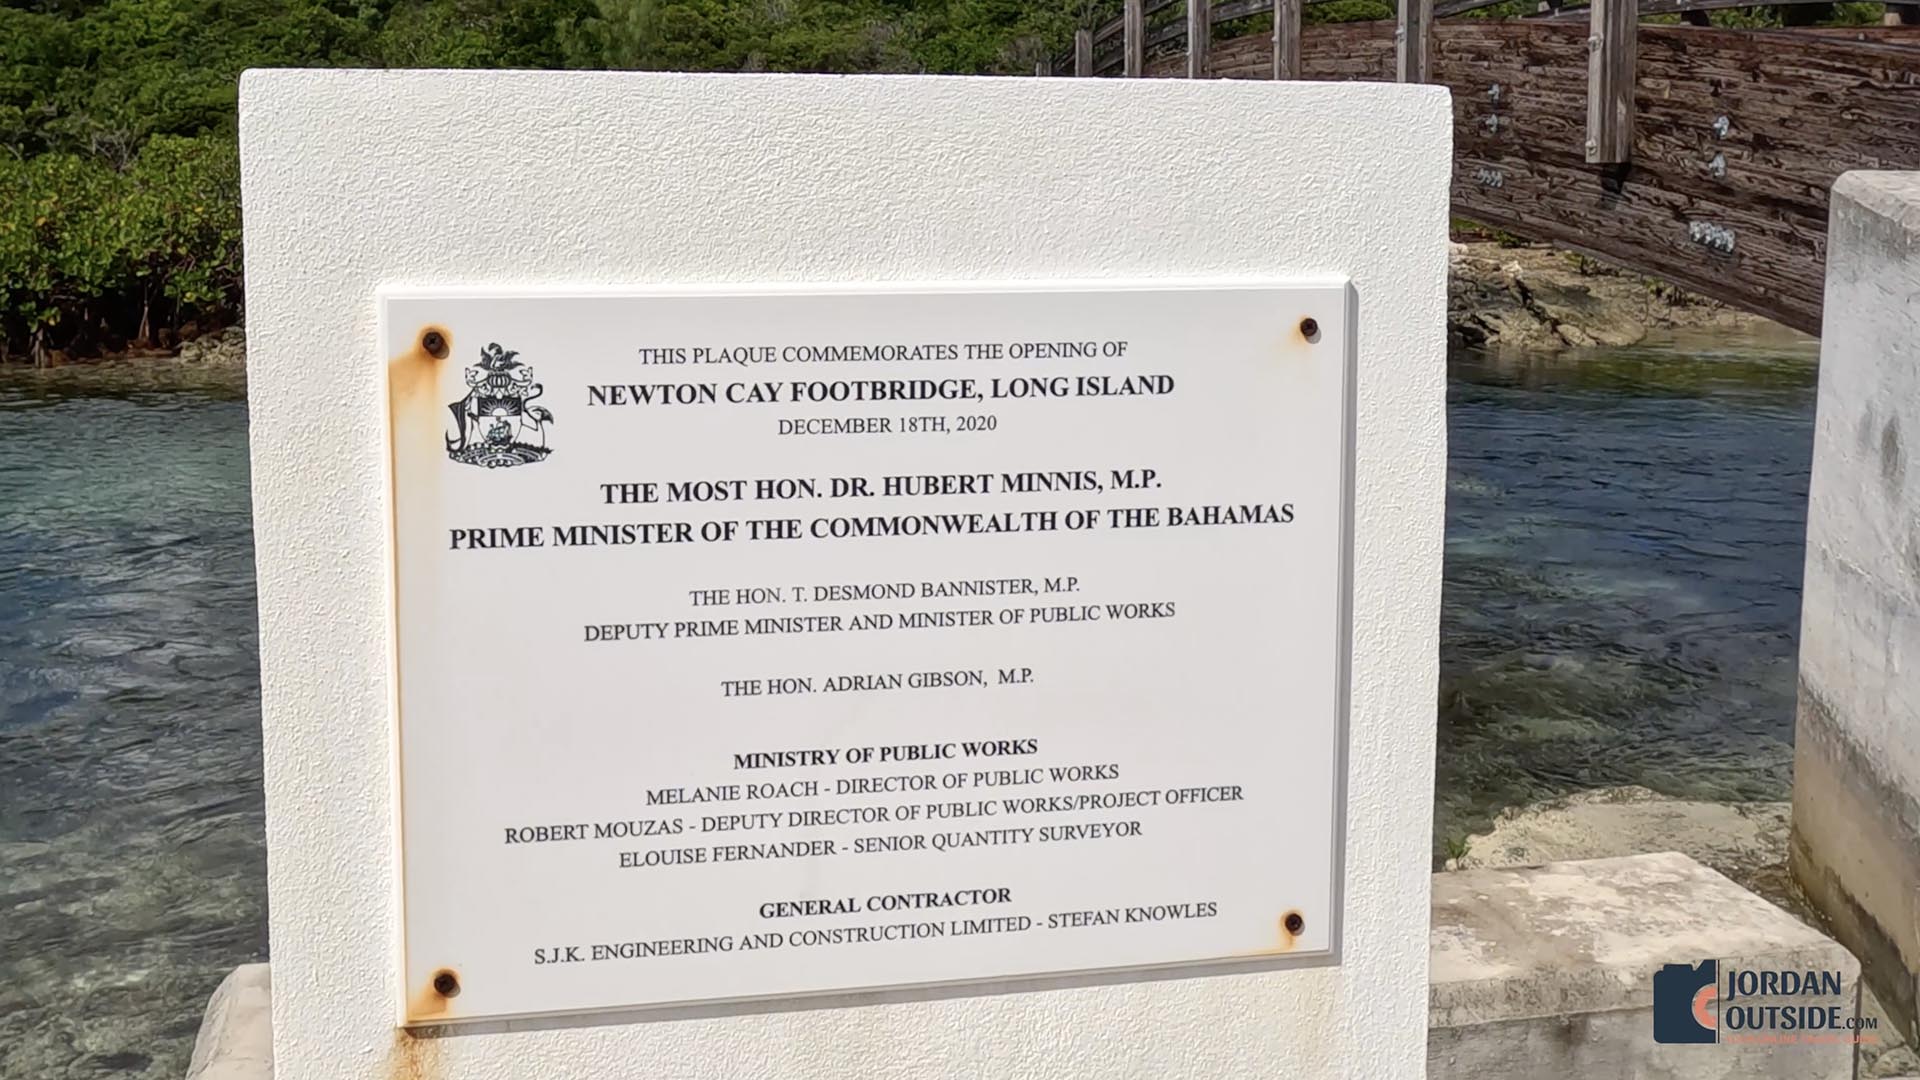 THIS PLAQUE COMMEMORATES THE OPENING OF
NEWTON CAY FOOTBRIDGE, LONG ISLAND
DECEMBER 18TH, 2020
THE MOST HON. DR. HUBERT MINNIS, M.P.
PRIME MINISTER OF THE COMMONWEALTH OF THE BAHAMAS
THE HON. T. DESMOND BANNISTER, M.P.
DEPUTY PRIME MINISTER AND MINISTER OF PUBLIC WORKS
THE HON. ADRIAN GIBSON, M.P.
MINISTRY OF PUBLIC WORKS
MELANIE ROACH - DIRECTOR OF PUBLIC WORKS
ROBERT MOUZAS - DEPUTY DIRECTOR OF PUBLIC WORKS/PROJECT OFFICER
ELOUISE FERNANDER - SENIOR QUANTITY SURVEYOR
GENERAL CONTRACTOR
S.J.K. ENGINEERING AND CONSTRUCTION LIMITED - STEFAN KNOWLES
JORDAN
OUTSIDE.COM